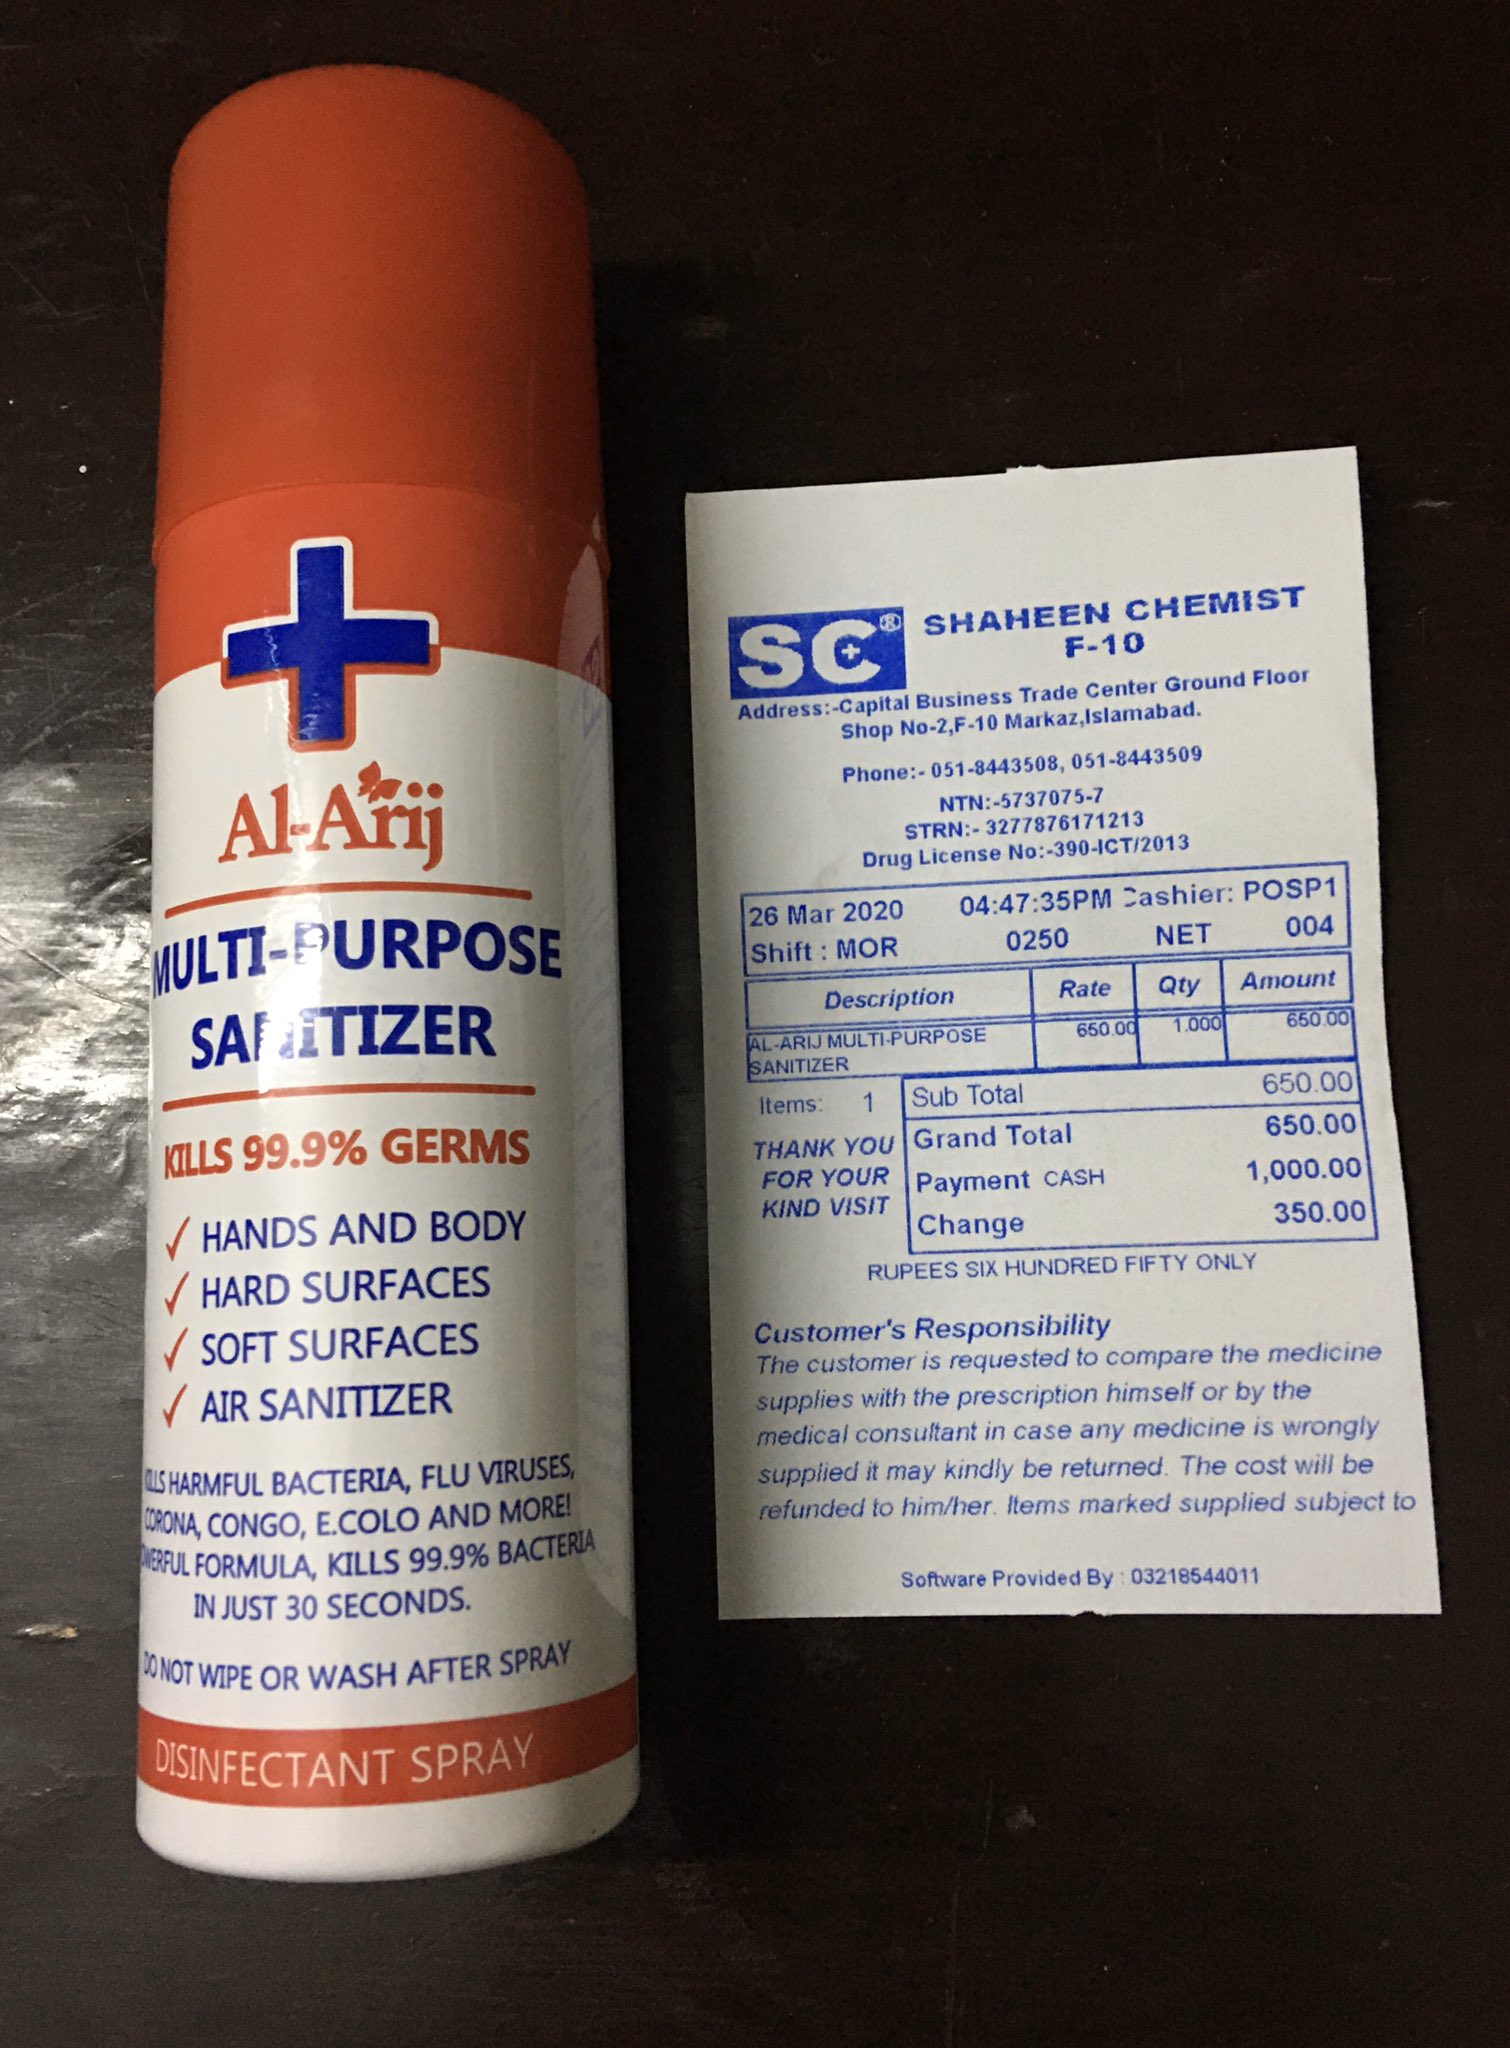 Al-Arij
MULTI-PURPOSE
SANITIZER
KILLS 99.9% GERMS
✓ HANDS AND BODY
✓ HARD SURFACES
✓ SOFT SURFACES
✓ AIR SANITIZER
KILLS HARMFUL BACTERIA, FLU VIRUSES,
CORONA, CONGO, E.COLO AND MORE!
POWERFUL FORMULA, KILLS 99.9% BACTERIA
IN JUST 30 SECONDS.
DO NOT WIPE OR WASH AFTER SPRAY
DISINFECTANT SPRAY
SC® SHAHEEN CHEMIST
F-10
Address:-Capital Business Trade Center Ground Floor
Shop No-2,F-10 Markaz,Islamabad.
Phone:- 051-8443508, 051-8443509
NTN:-5737075-7
STRN:- 3277876171213
Drug License No:-390-ICT/2013
26 Mar 2020 04:47:35PM Cashier: POSP1
Shift : MOR 0250 NET 004
Description Rate Qty Amount
AL-ARIJ MULTI-PURPOSE 650.00 1.000 650.00
SANITIZER
Items: 1 Sub Total 650.00
THANK YOU Grand Total 650.00
FOR YOUR Payment CASH 1,000.00
KIND VISIT Change 350.00
RUPEES SIX HUNDRED FIFTY ONLY
Customer's Responsibility
The customer is requested to compare the medicine
supplies with the prescription himself or by the
medical consultant in case any medicine is wrongly
supplied it may kindly be returned. The cost will be
refunded to him/her. Items marked supplied subject to
Software Provided By : 03218544011